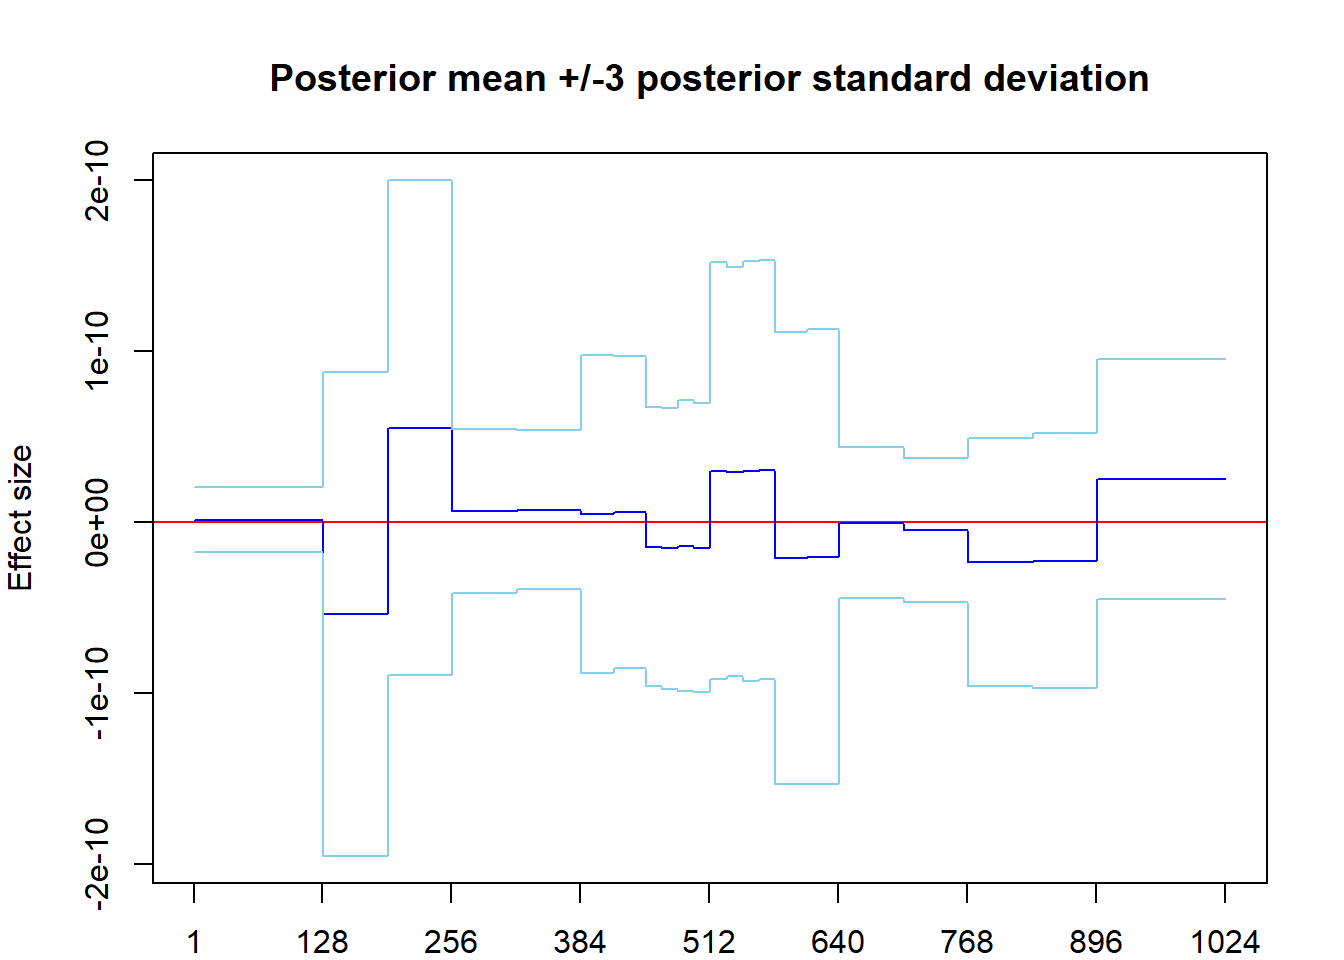 Posterior mean +/-3 posterior standard deviation
Effect size
2e-10
1e-10
0e+00
-1e-10
-2e-10
1 128 256 384 512 640 768 896 1024